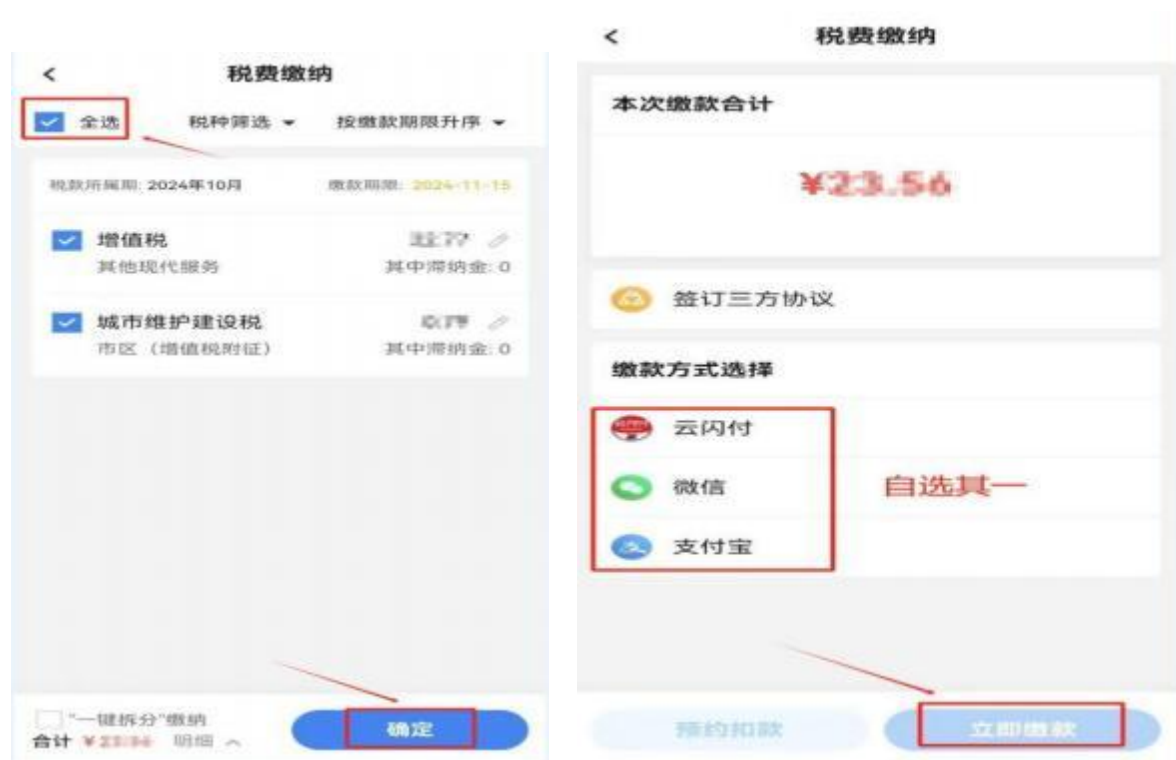 <
税费缴纳
全选
税种筛选
按缴款期限升序
税款所属期: 2024年10月
缴款期限: 2024-11-15
增值税
其他现代服务
其中滞纳金: 0
城市维护建设税
市区（增值税附征）
其中滞纳金: 0
"一键拆分"缴纳
合计
明细
确定
<
税费缴纳
本次缴款合计
¥23.56
签订三方协议
缴款方式选择
云闪付
微信
支付宝
自选其一
预约扣款
立即缴款